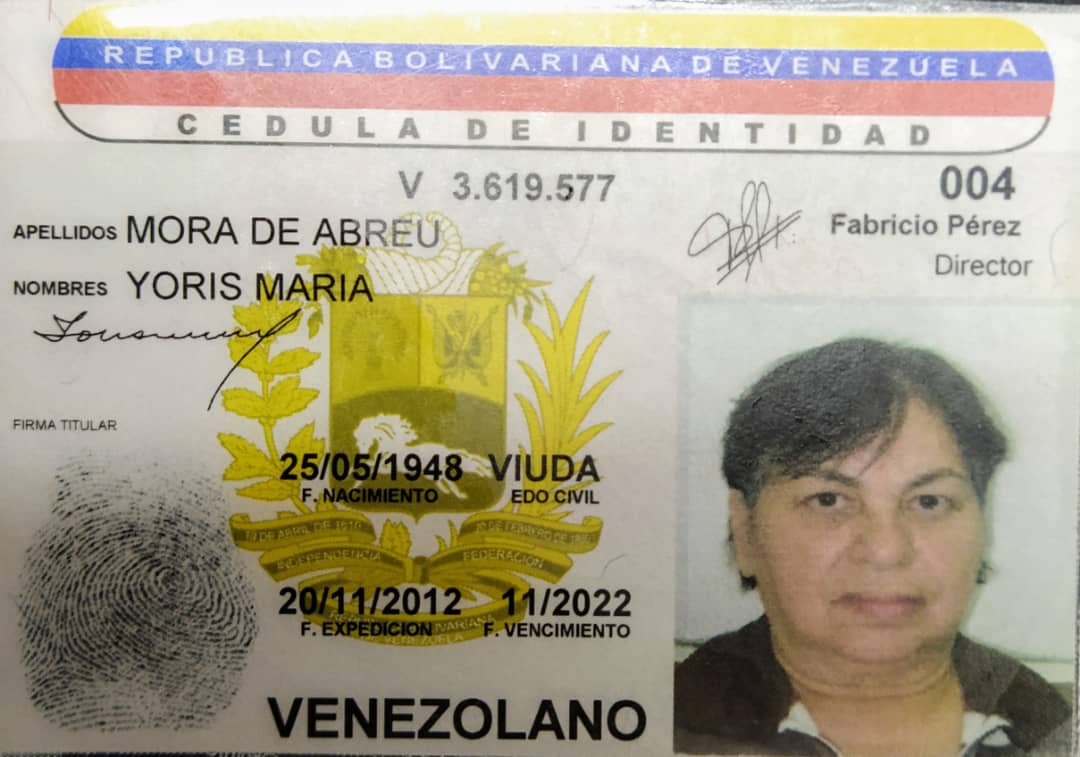 REPUBLICA BOLIVARIANA DE VENEZUELA
CEDULA DE IDENTIDAD
V 3.619.577
004
APELLIDOS MORA DE ABREU
Fabricio Pérez
Director
NOMBRES YORIS MARIA
FIRMA TITULAR
25/05/1948 VIUDA
F. NACIMIENTO EDO CIVIL
19 DE ABRIL DE 1810 20 DE FEBRERO DE
INDEPENDENCIA FEDERACION
20/11/2012 11/2022
F. EXPEDICION F. VENCIMIENTO
VENEZOLANO